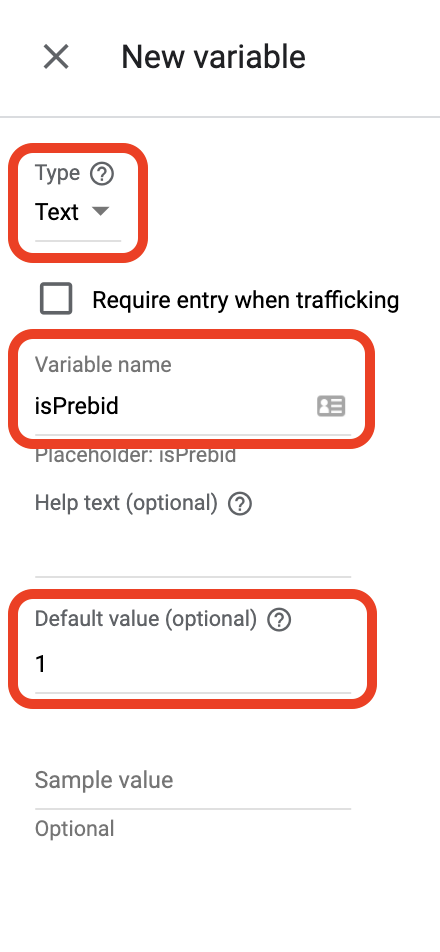 New variable
Type ?
Text
Require entry when trafficking
Variable name
isPrebid
Placeholder: isPrebid
Help text (optional) ?
Default value (optional) ?
1
Sample value
Optional